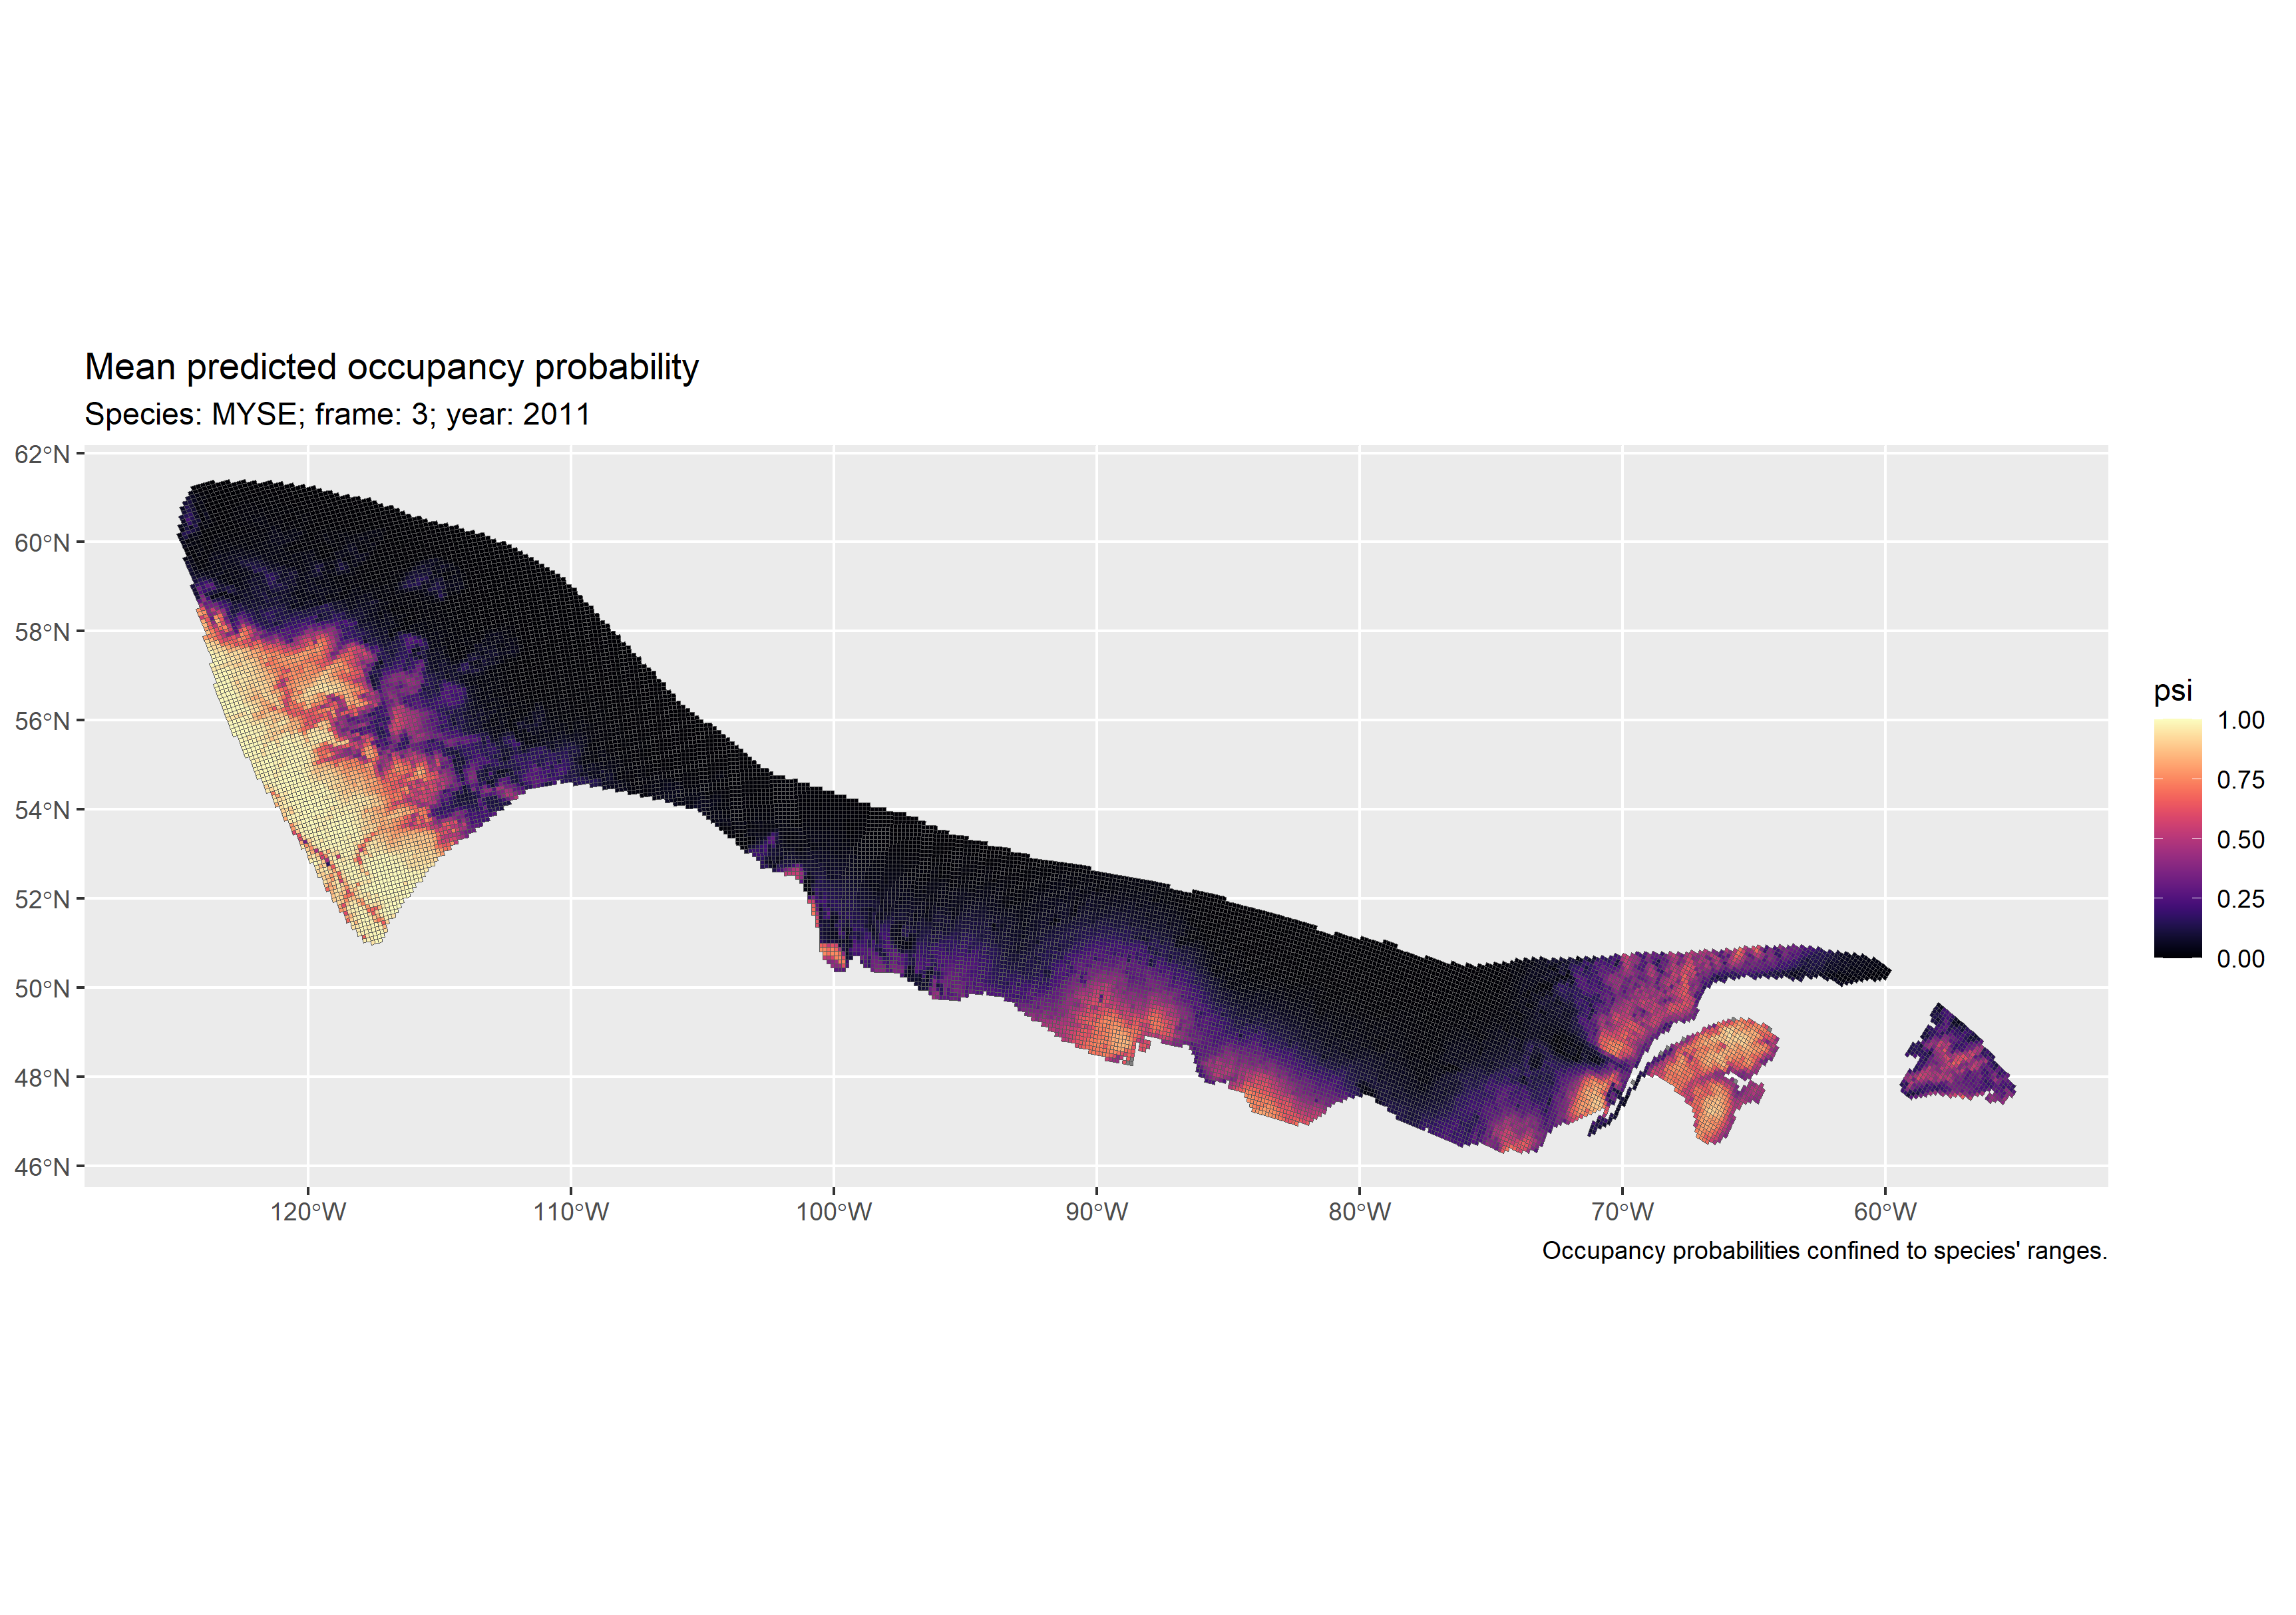 Mean predicted occupancy probability
Species: MYSE; frame: 3; year: 2011
62°N
60°N
58°N
56°N
54°N
52°N
50°N
48°N
46°N
120°W
110°W
100°W
90°W
80°W
70°W
60°W
psi
1.00
0.75
0.50
0.25
0.00
Occupancy probabilities confined to species' ranges.